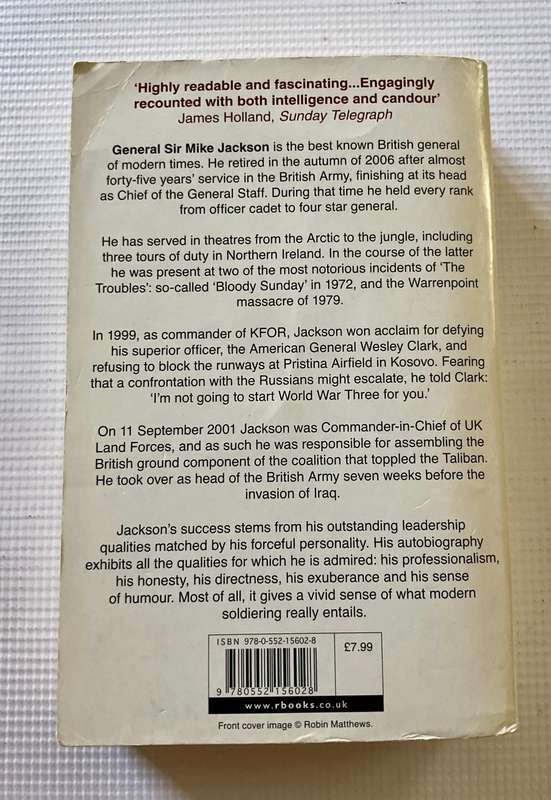 ‘Highly readable and fascinating...Engagingly
recounted with both intelligence and candour’
James Holland, Sunday Telegraph
General Sir Mike Jackson is the best known British general
of modern times. He retired in the autumn of 2006 after almost
forty-five years’ service in the British Army, finishing at its head
as Chief of the General Staff. During that time he held every rank
from officer cadet to four star general.
He has served in theatres from the Arctic to the jungle, including
three tours of duty in Northern Ireland. In the course of the latter
he was present at two of the most notorious incidents of ‘The
Troubles’: so-called ‘Bloody Sunday’ in 1972, and the Warrenpoint
massacre of 1979.
In 1999, as commander of KFOR, Jackson won acclaim for defying
his superior officer, the American General Wesley Clark, and
refusing to block the runways at Pristina Airfield in Kosovo. Fearing
that a confrontation with the Russians might escalate, he told Clark:
‘I’m not going to start World War Three for you.’
On 11 September 2001 Jackson was Commander-in-Chief of UK
Land Forces, and as such he was responsible for assembling the
British ground component of the coalition that toppled the Taliban.
He took over as head of the British Army seven weeks before the
invasion of Iraq.
Jackson’s success stems from his outstanding leadership
qualities matched by his forceful personality. His autobiography
exhibits all the qualities for which he is admired: his professionalism,
his honesty, his directness, his exuberance and his sense
of humour. Most of all, it gives a vivid sense of what modern
soldiering really entails.
ISBN 978-0-552-15602-8
£7.99
9 780552 156028
www.rbooks.co.uk
Front cover image © Robin Matthews.